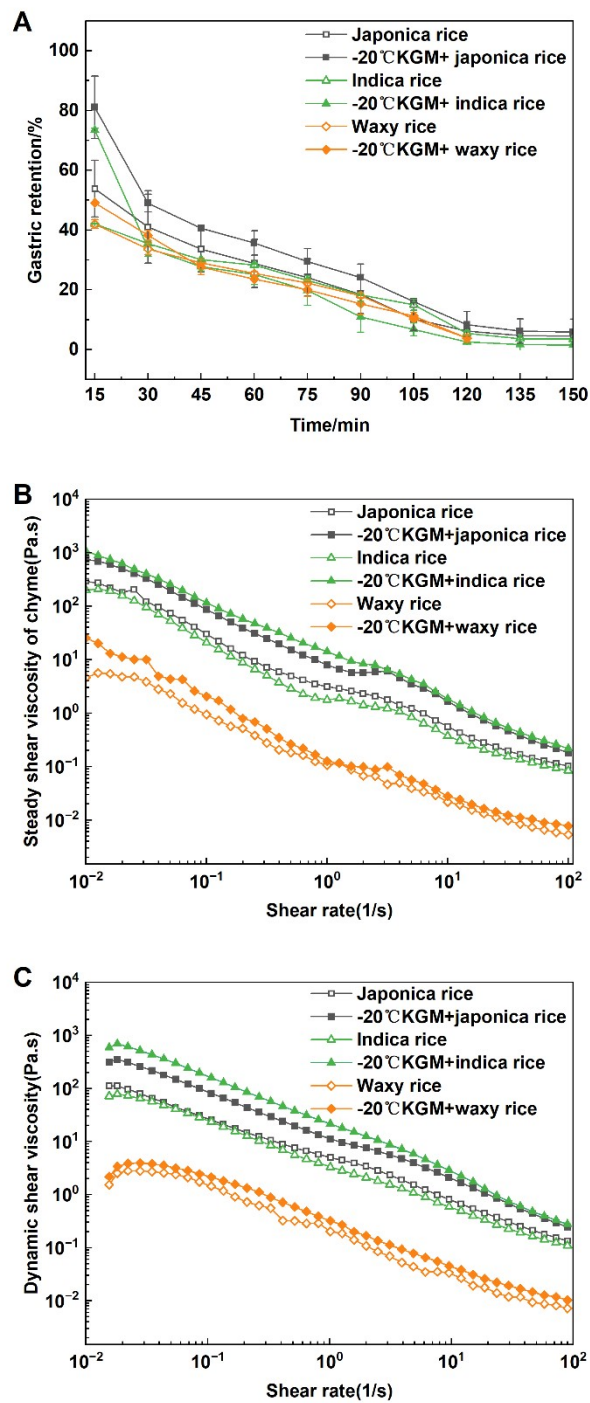 A
Japonica rice
-20℃KGM+ japonica rice
Indica rice
-20℃KGM+ indica rice
Waxy rice
-20℃KGM+ waxy rice
Gastric retention/%
100
80
60
40
20
0
15 30 45 60 75 90 105 120 135 150
Time/min
B
Japonica rice
-20℃KGM+japonica rice
Indica rice
-20℃KGM+indica rice
Waxy rice
-20℃KGM+waxy rice
Steady shear viscosity of chyme(Pa.s)
10⁴
10³
10²
10¹
10⁰
10⁻¹
10⁻²
10⁻² 10⁻¹ 10⁰ 10¹ 10²
Shear rate(1/s)
C
Japonica rice
-20℃KGM+japonica rice
Indica rice
-20℃KGM+indica rice
Waxy rice
-20℃KGM+waxy rice
Dynamic shear viscosity(Pa.s)
10⁴
10³
10²
10¹
10⁰
10⁻¹
10⁻²
10⁻² 10⁻¹ 10⁰ 10¹ 10²
Shear rate(1/s)